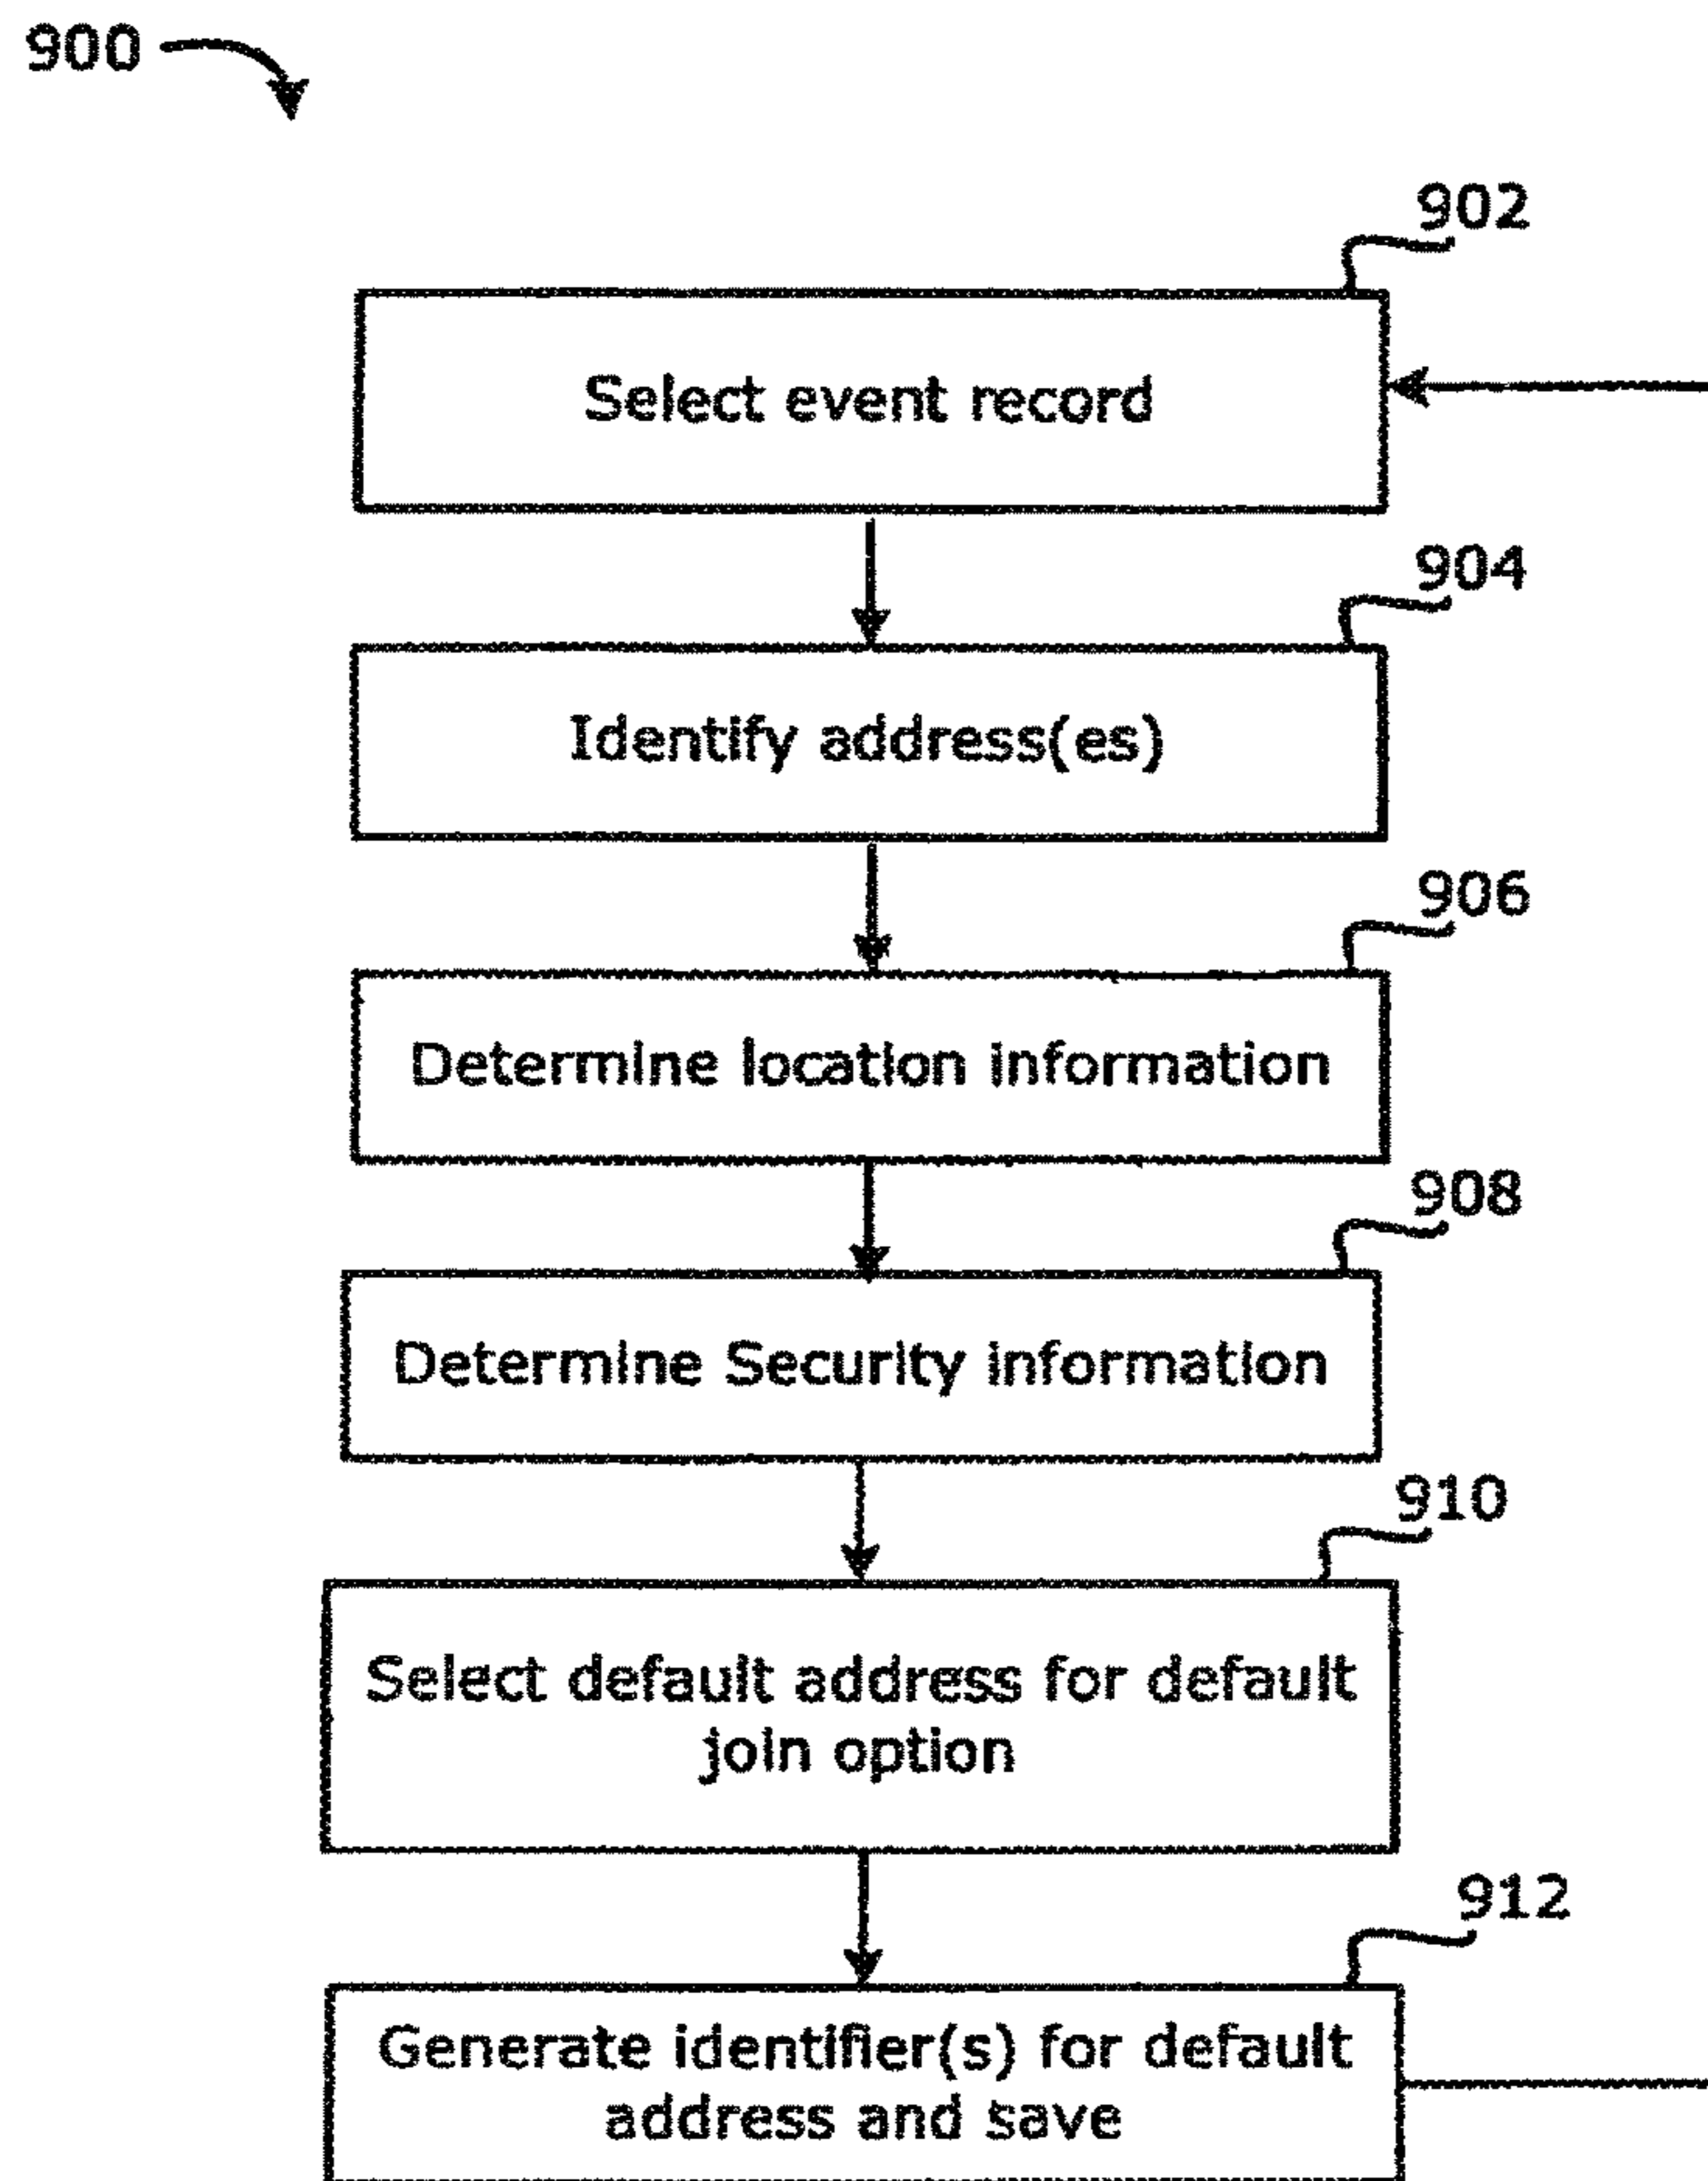 900
902
Select event record
904
Identify address(es)
906
Determine location information
908
Determine Security information
910
Select default address for default
join option
912
Generate identifier(s) for default
address and save